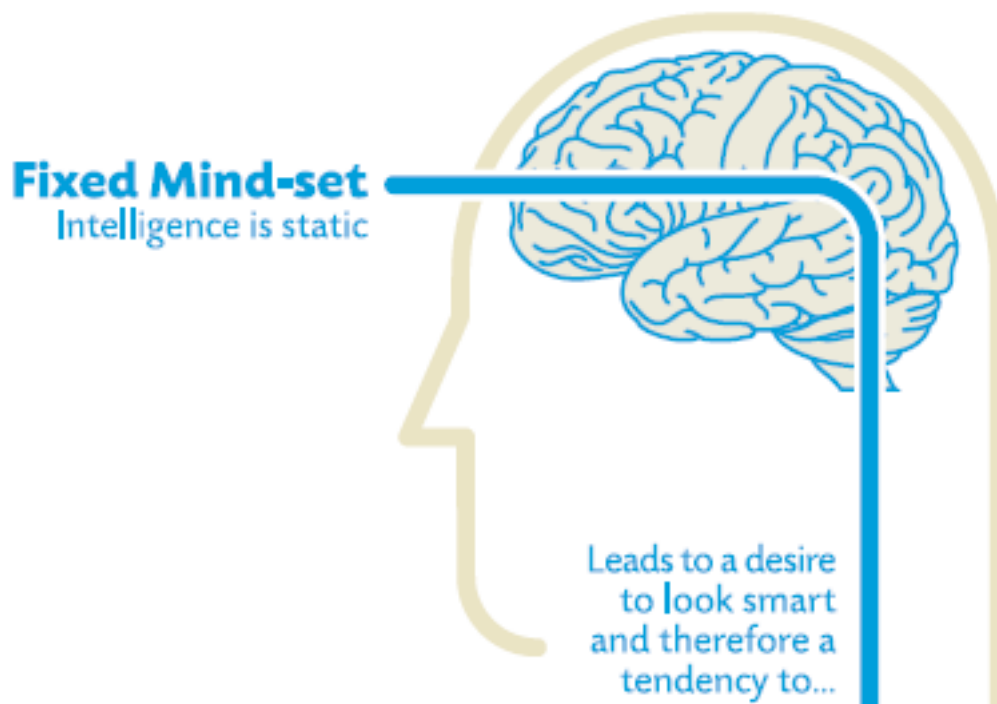 Fixed Mind-set
Intelligence is static
Leads to a desire
to look smart
and therefore a
tendency to...